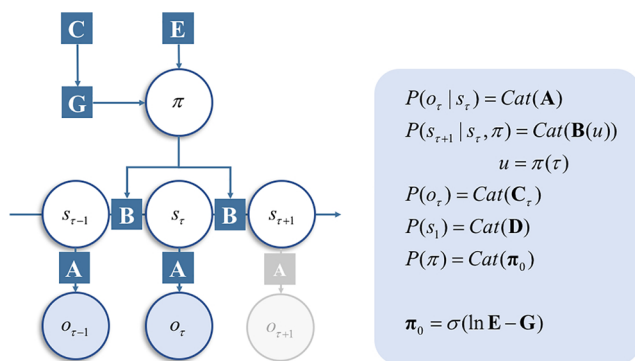 C
E
G
π
s_{τ-1}
B
s_τ
B
s_{τ+1}
A
A
A
o_{τ-1}
o_τ
o_{τ+1}
P(o_τ | s_τ) = Cat(A)
P(s_{τ+1} | s_τ, π) = Cat(B(u))
u = π(τ)
P(o_τ) = Cat(C_τ)
P(s_1) = Cat(D)
P(π) = Cat(π_0)
π_0 = σ(ln E − G)